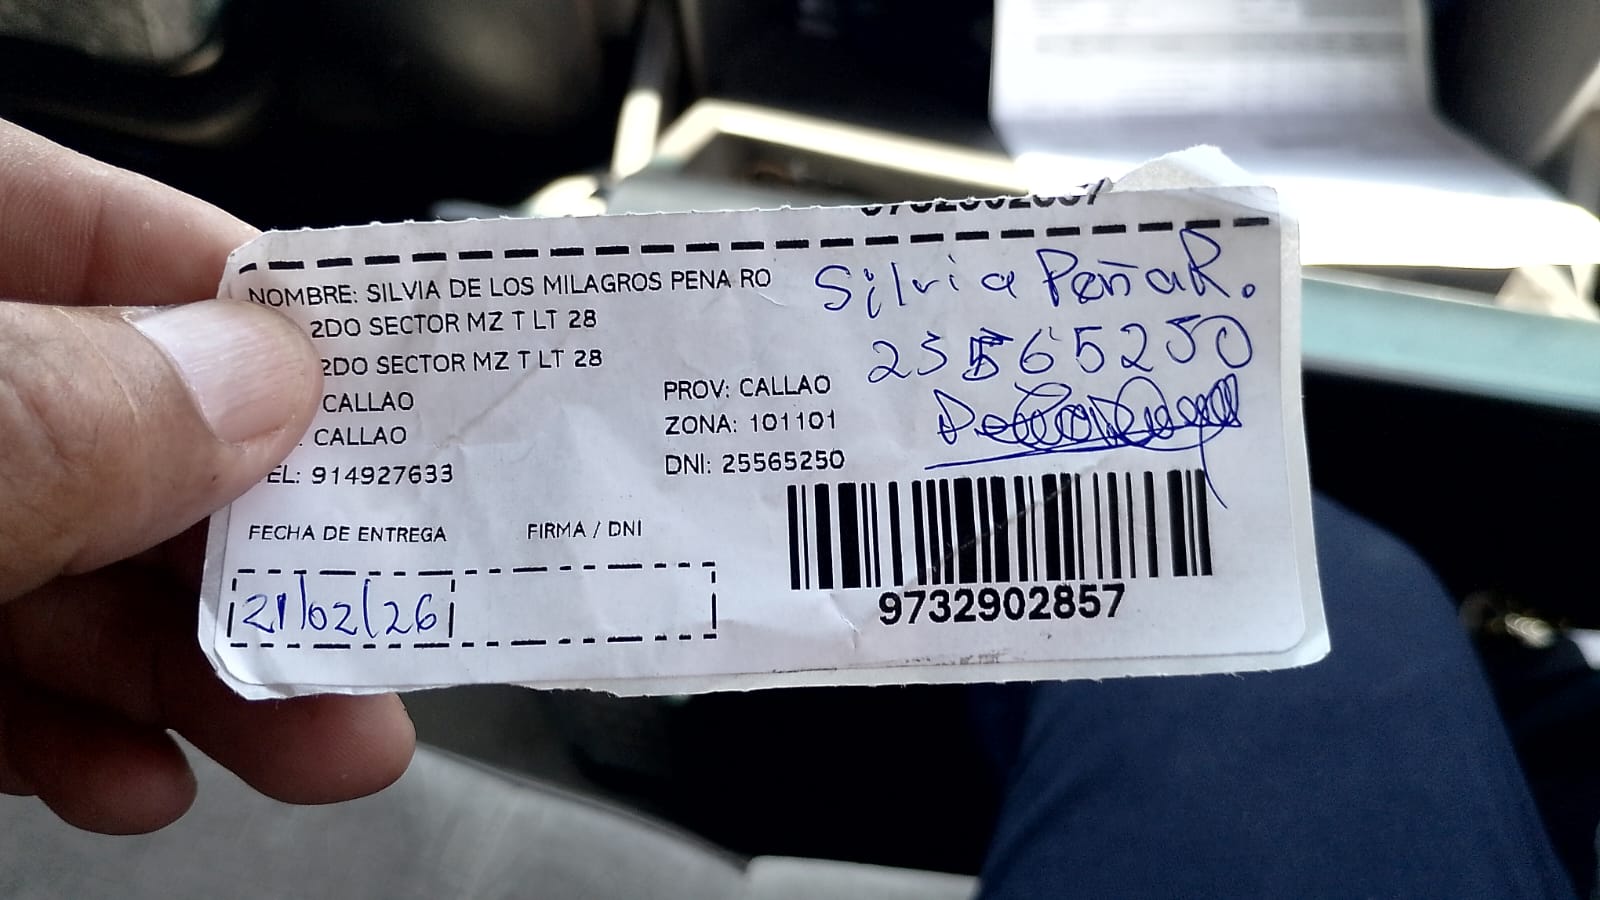 NOMBRE: SILVIA DE LOS MILAGROS PENA RO
2DO SECTOR MZ T LT 28
2DO SECTOR MZ T LT 28
CALLAO
PROV: CALLAO
CALLAO
ZONA: 101101
EL: 914927633
DNI: 25565250
Silvia Peña R.
25565250
FECHA DE ENTREGA
FIRMA / DNI
21/02/26
9732902857